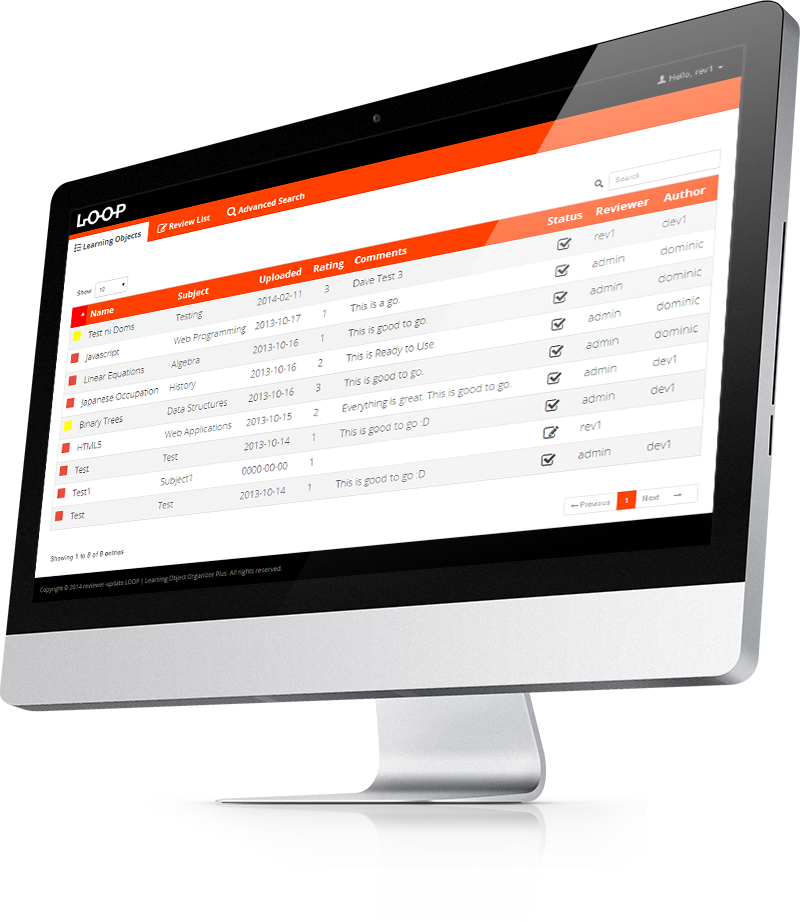 Hello, rev1
L-O-O-P
Learning Objects Review List Advanced Search
Show 10 Search
Name Subject Uploaded Rating Comments Status Reviewer Author
Test ni Doms Testing 2014-02-11 3 Dave Test 3 rev1 dev1
Javascript Web Programming 2013-10-17 1 This is a go. admin dominic
Linear Equations Algebra 2013-10-16 1 This is good to go. admin dominic
Japanese Occupation History 2013-10-16 2 This is Ready to Use. admin dominic
Binary Trees Data Structures 2013-10-16 3 This is good to go. admin dominic
HTML5 Web Applications 2013-10-15 2 Everything is great. This is good to go. admin dev1
Test Test 2013-10-14 1 This is good to go :D admin dev1
Test1 Subject1 0000-00-00 1 rev1
Test Test 2013-10-14 1 This is good to go :D admin dev1
Showing 1 to 8 of 8 entries ← Previous 1 Next →
Copyright © 2014 reviewer-update LOOP | Learning Object Organizer Plus. All rights reserved.